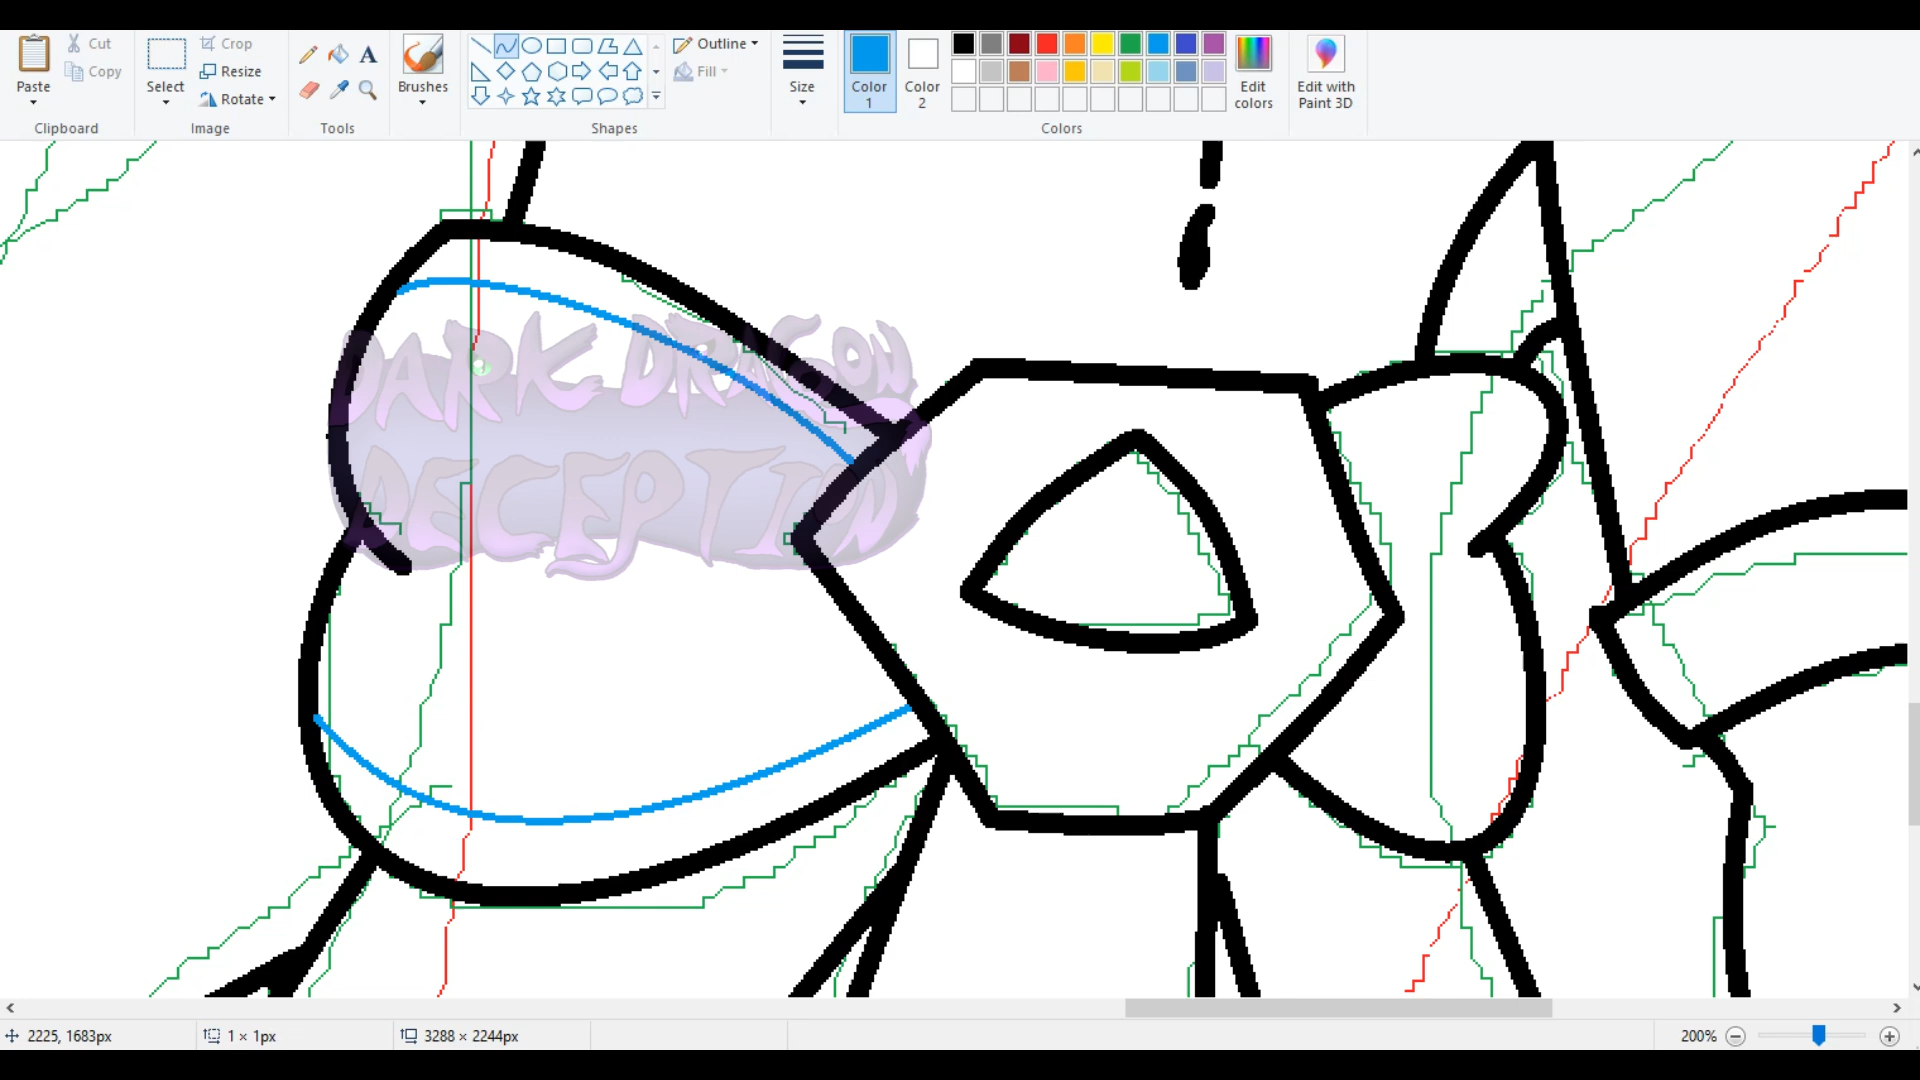 Paste
Cut
Copy
Clipboard
Select
Crop
Resize
Rotate
Image
Tools
Brushes
Shapes
Outline
Fill
Size
Color 1
Color 2
Colors
Edit colors
Edit with Paint 3D
DARK DRAGON
DECEPTION
2225, 1683px
1 × 1px
3288 × 2244px
200%